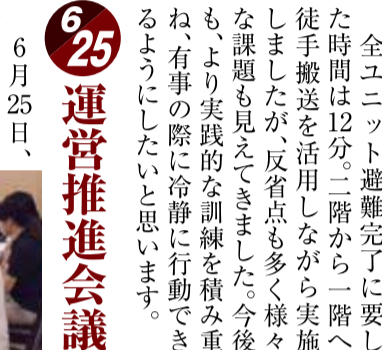 全ユニット避難完了に要し
た時間は12分。二階から一階へ
徒手搬送を活用しながら実施
しましたが、反省点も多く様々
な課題も見えてきました。今後
も、より実践的な訓練を積み重
ね、有事の際に冷静に行動でき
るようにしたいと思います。
6/25 運営推進会議
6月25日、